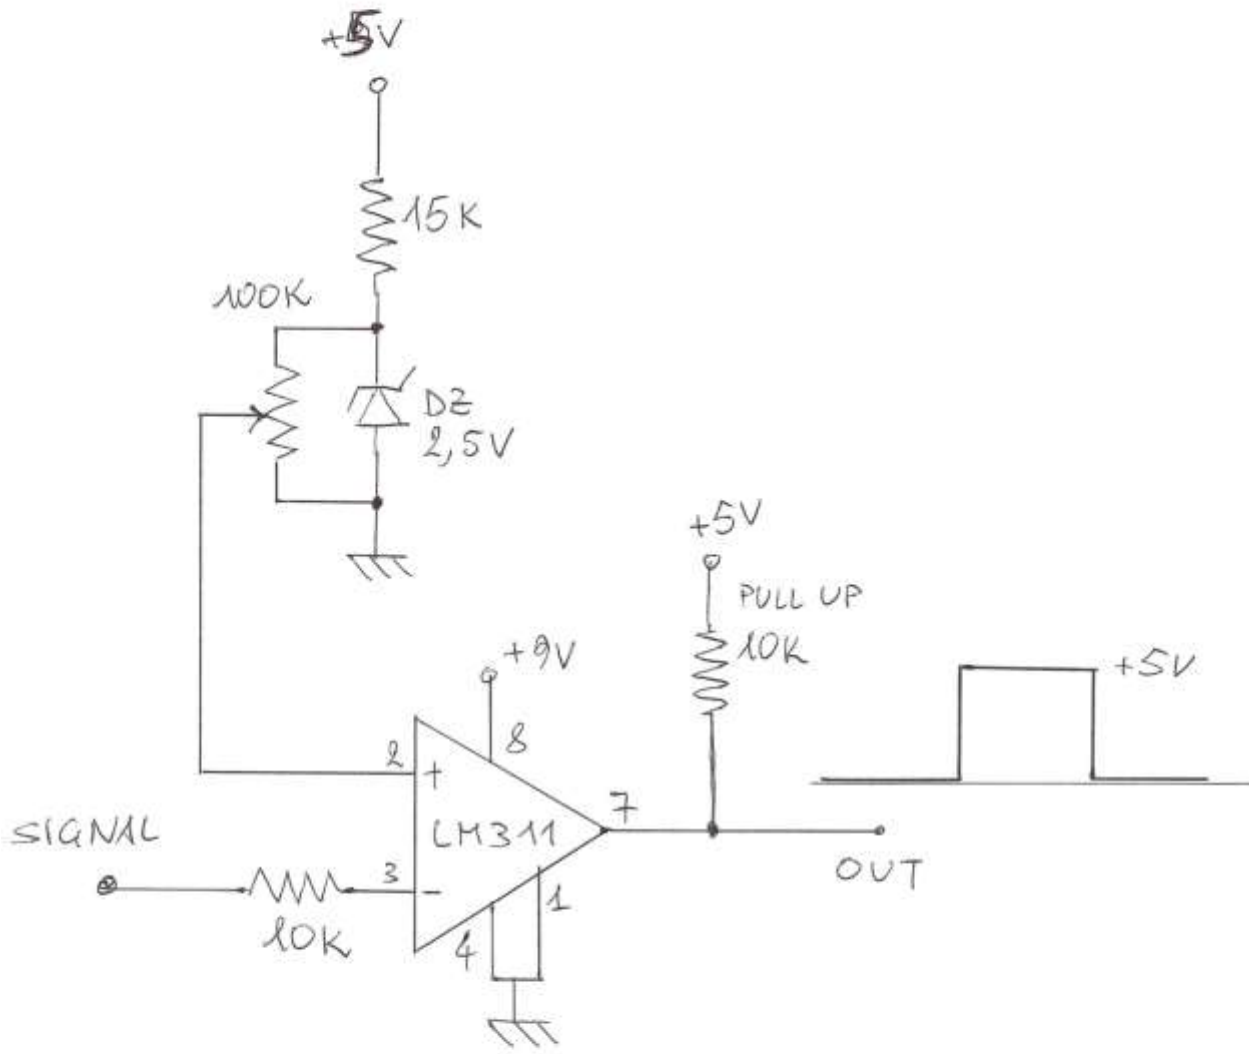 +5V
15K
100K
DZ
2,5V
+5V
PULL UP
10K
+9V
8
+5V
2
+
LM311
7
SIGNAL
3
-
1
OUT
10K
4